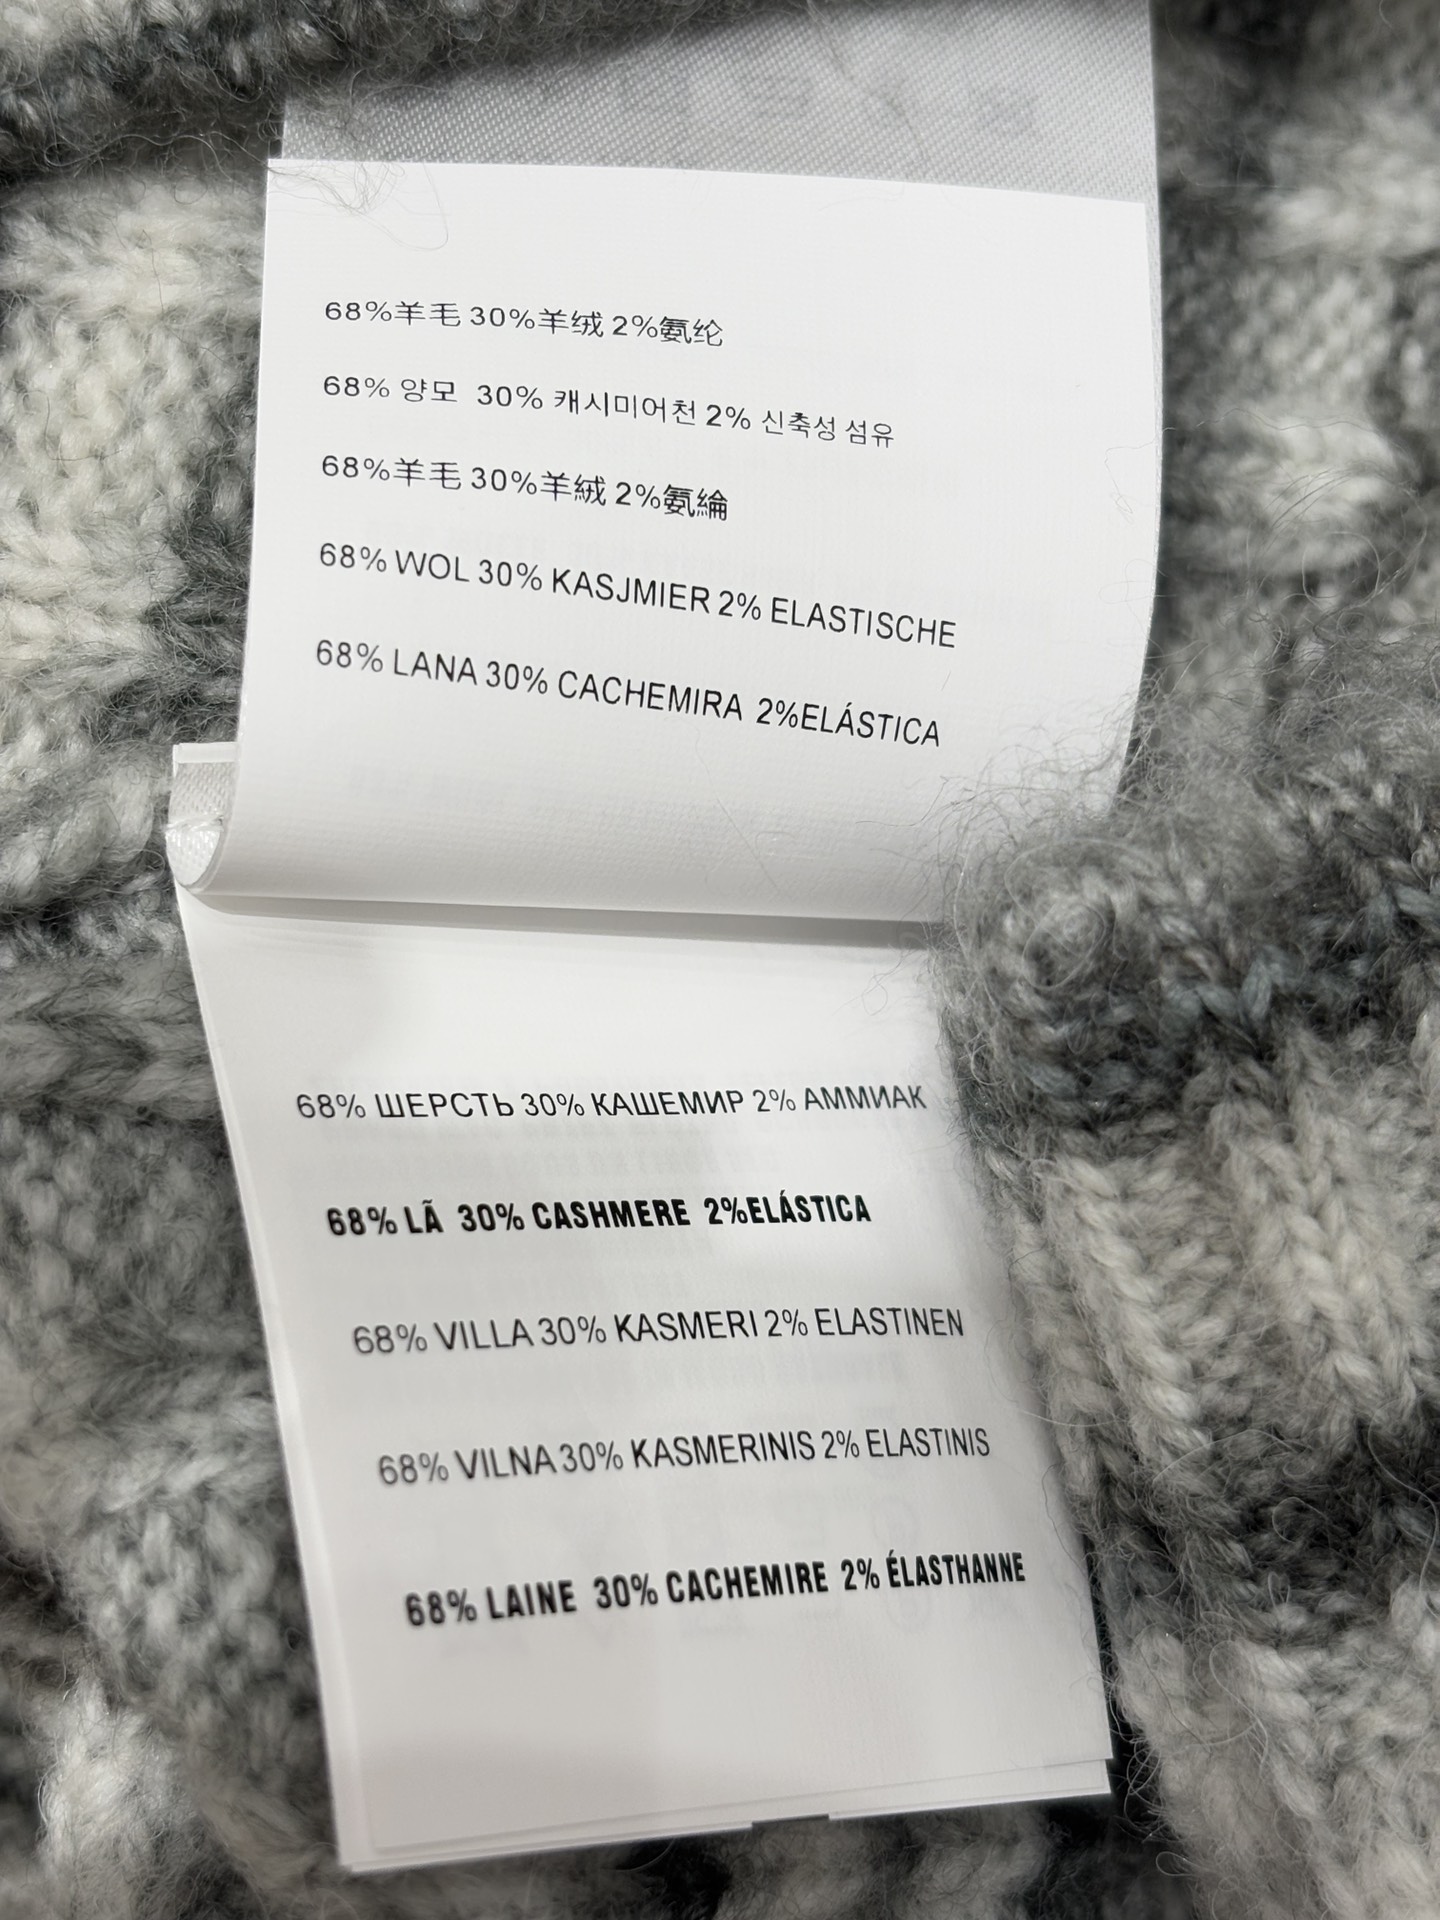 68%羊毛 30%羊绒 2%氨纶
68% 양모 30% 캐시미어천 2% 신축성 섬유
68%羊毛 30%羊絨 2%氨綸
68% WOL 30% KASJMIER 2% ELASTISCHE
68% LANA 30% CACHEMIRA 2%ELÁSTICA
68% ШЕРСТЬ 30% КАШЕМИР 2% АММИАК
68% LÃ 30% CASHMERE 2%ELÁSTICA
68% VILLA 30% KASMERI 2% ELASTINEN
68% VILNA 30% KASMERINIS 2% ELASTINIS
68% LAINE 30% CACHEMIRE 2% ÉLASTHANNE